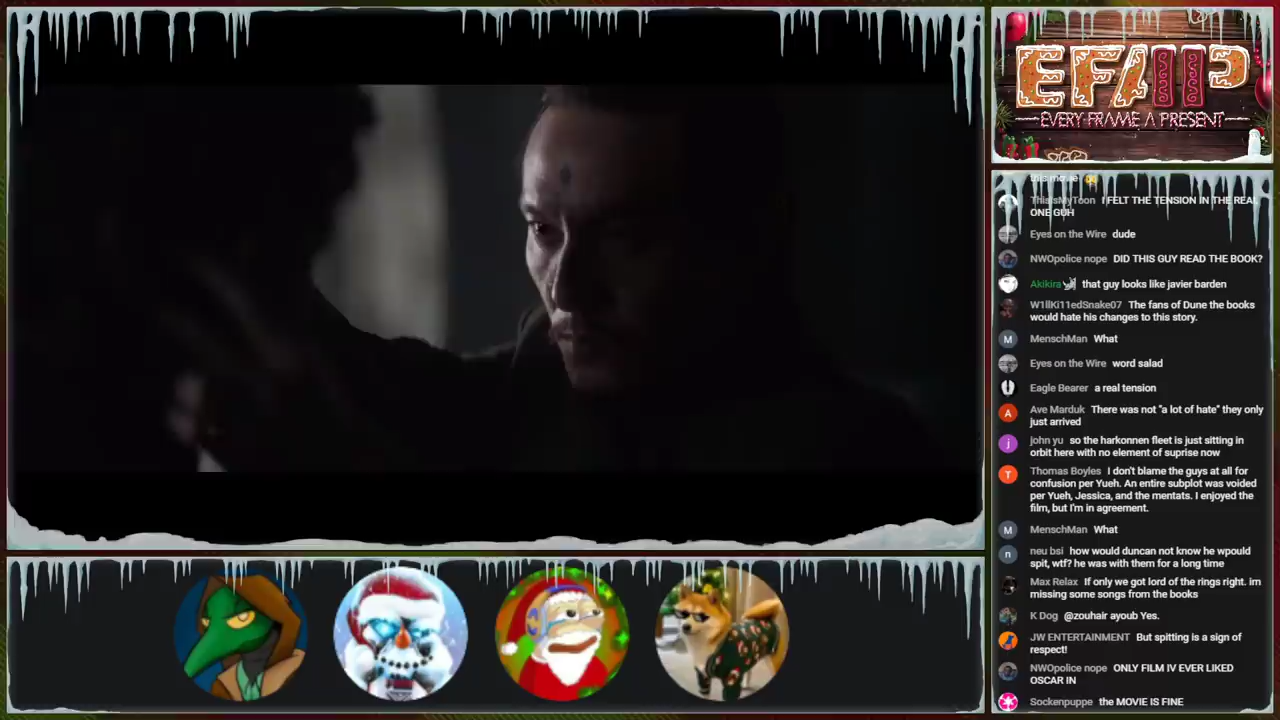 EFAP
EVERY FRAME A PRESENT
this movie
ThisIsMyToon I FELT THE TENSION IN THE REAL
ONE GUH
Eyes on the Wire dude
NWOpolice nope DID THIS GUY READ THE BOOK?
Akikira that guy looks like javier barden
W1llKi11edSnake07 The fans of Dune the books
would hate his changes to this story.
M MenschMan What
Eyes on the Wire word salad
Eagle Bearer a real tension
A Ave Marduk There was not "a lot of hate" they only
just arrived
j john yu so the harkonnen fleet is just sitting in
orbit here with no element of suprise now
T Thomas Boyles I don't blame the guys at all for
confusion per Yueh. An entire subplot was voided
per Yueh, Jessica, and the mentats. I enjoyed the
film, but I'm in agreement.
M MenschMan What
n neu bsi how would duncan not know he wpould
spit, wtf? he was with them for a long time
Max Relax If only we got lord of the rings right. im
missing some songs from the books
K Dog @zouhair ayoub Yes.
JW ENTERTAINMENT But spitting is a sign of
respect!
NWOpolice nope ONLY FILM IV EVER LIKED
OSCAR IN
Sockenpuppe the MOVIE IS FINE